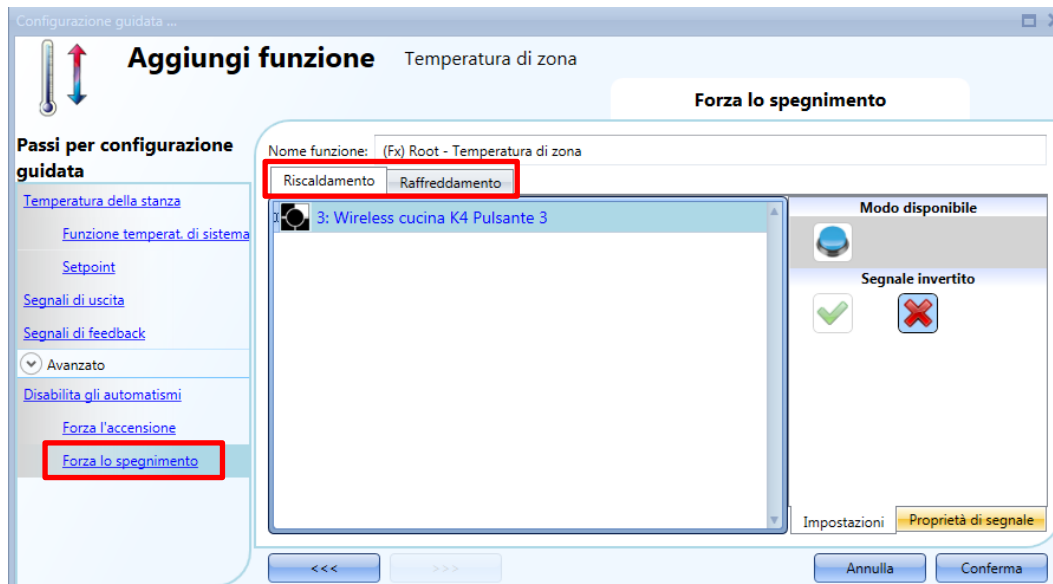 Configurazione guidata ...
Aggiungi funzione Temperatura di zona
Forza lo spegnimento
Passi per configurazione
guidata
Temperatura della stanza
Funzione temperat. di sistema
Setpoint
Segnali di uscita
Segnali di feedback
Avanzato
Disabilita gli automatismi
Forza l'accensione
Forza lo spegnimento
Nome funzione: (Fx) Root - Temperatura di zona
Riscaldamento Raffreddamento
3: Wireless cucina K4 Pulsante 3
Modo disponibile
Segnale invertito
Impostazioni Proprietà di segnale
<<< >>> Annulla Conferma